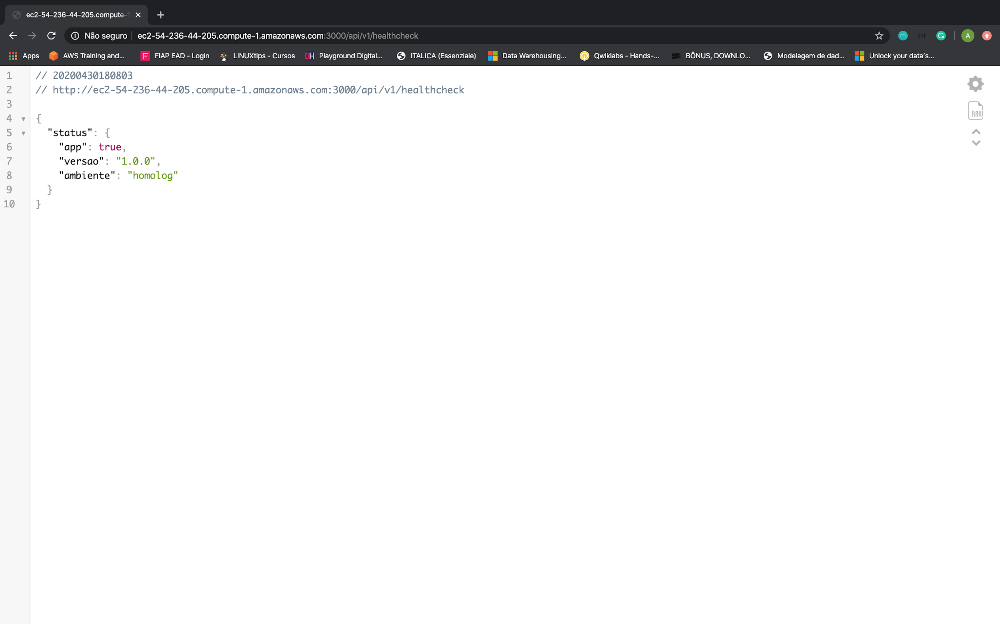 ec2-54-236-44-205.compute-1
Não seguro ec2-54-236-44-205.compute-1.amazonaws.com:3000/api/v1/healthcheck A
Apps AWS Training and... FIAP EAD - Login LINUXtips - Cursos DH Playground Digital... ITALICA (Essenziale) Data Warehousing... Qwiklabs - Hands-... BÔNUS, DOWNLO... Modelagem de dad... Unlock your data's...
1 // 20200430180803
2 // http://ec2-54-236-44-205.compute-1.amazonaws.com:3000/api/v1/healthcheck
3
4 {
5 "status": {
6 "app": true,
7 "versao": "1.0.0",
8 "ambiente": "homolog"
9 }
10 }
RAW